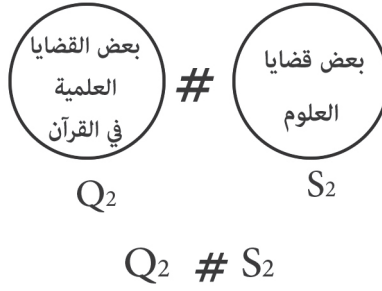 بعض القضايا
العلمية
في القرآن
#
بعض قضايا
العلوم
Q2
S2
Q2 # S2